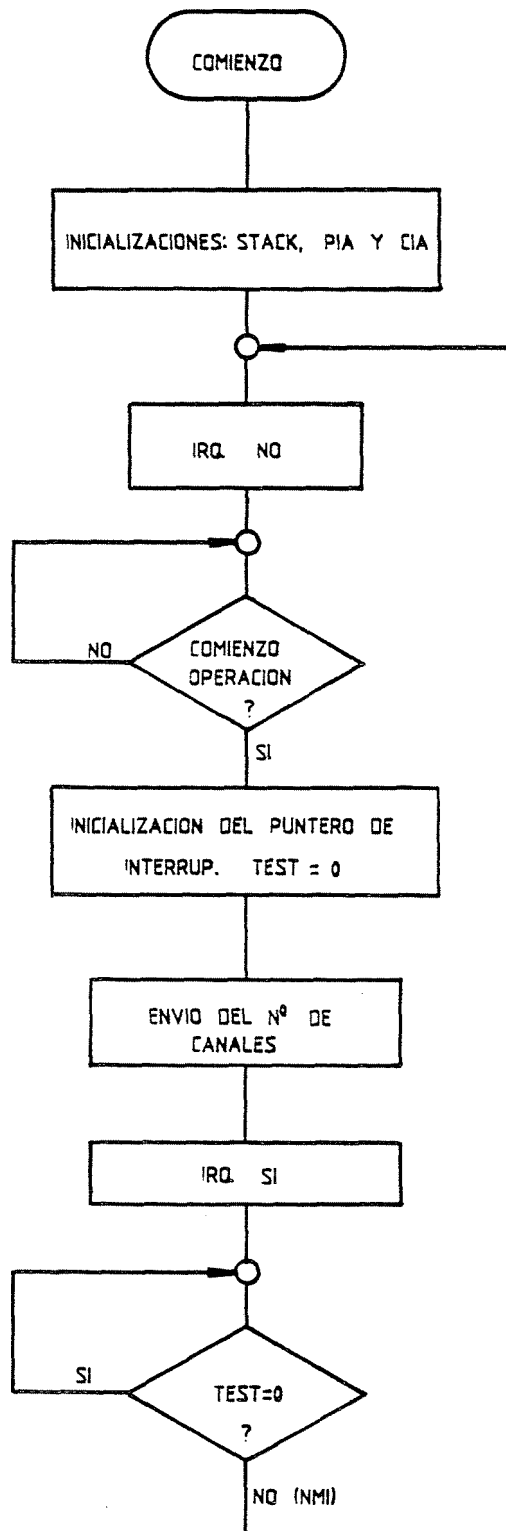 COMIENZO
INICIALIZACIONES: STACK, PIA Y CIA
IRQ. NO
NO
COMIENZO
OPERACION
?
SI
INICIALIZACION DEL PUNTERO DE
INTERRUP. TEST = 0
ENVIO DEL Nº DE
CANALES
IRQ. SI
SI
TEST=0
?
NO (NMI)